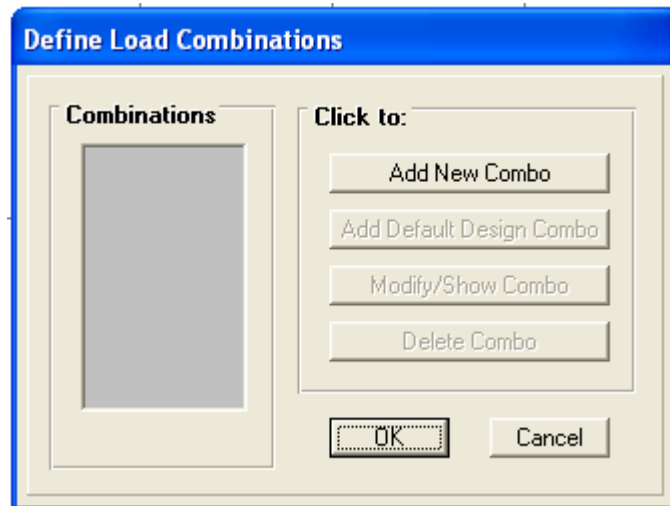 Define Load Combinations
Combinations
Click to:
Add New Combo
Add Default Design Combo
Modify/Show Combo
Delete Combo
OK
Cancel